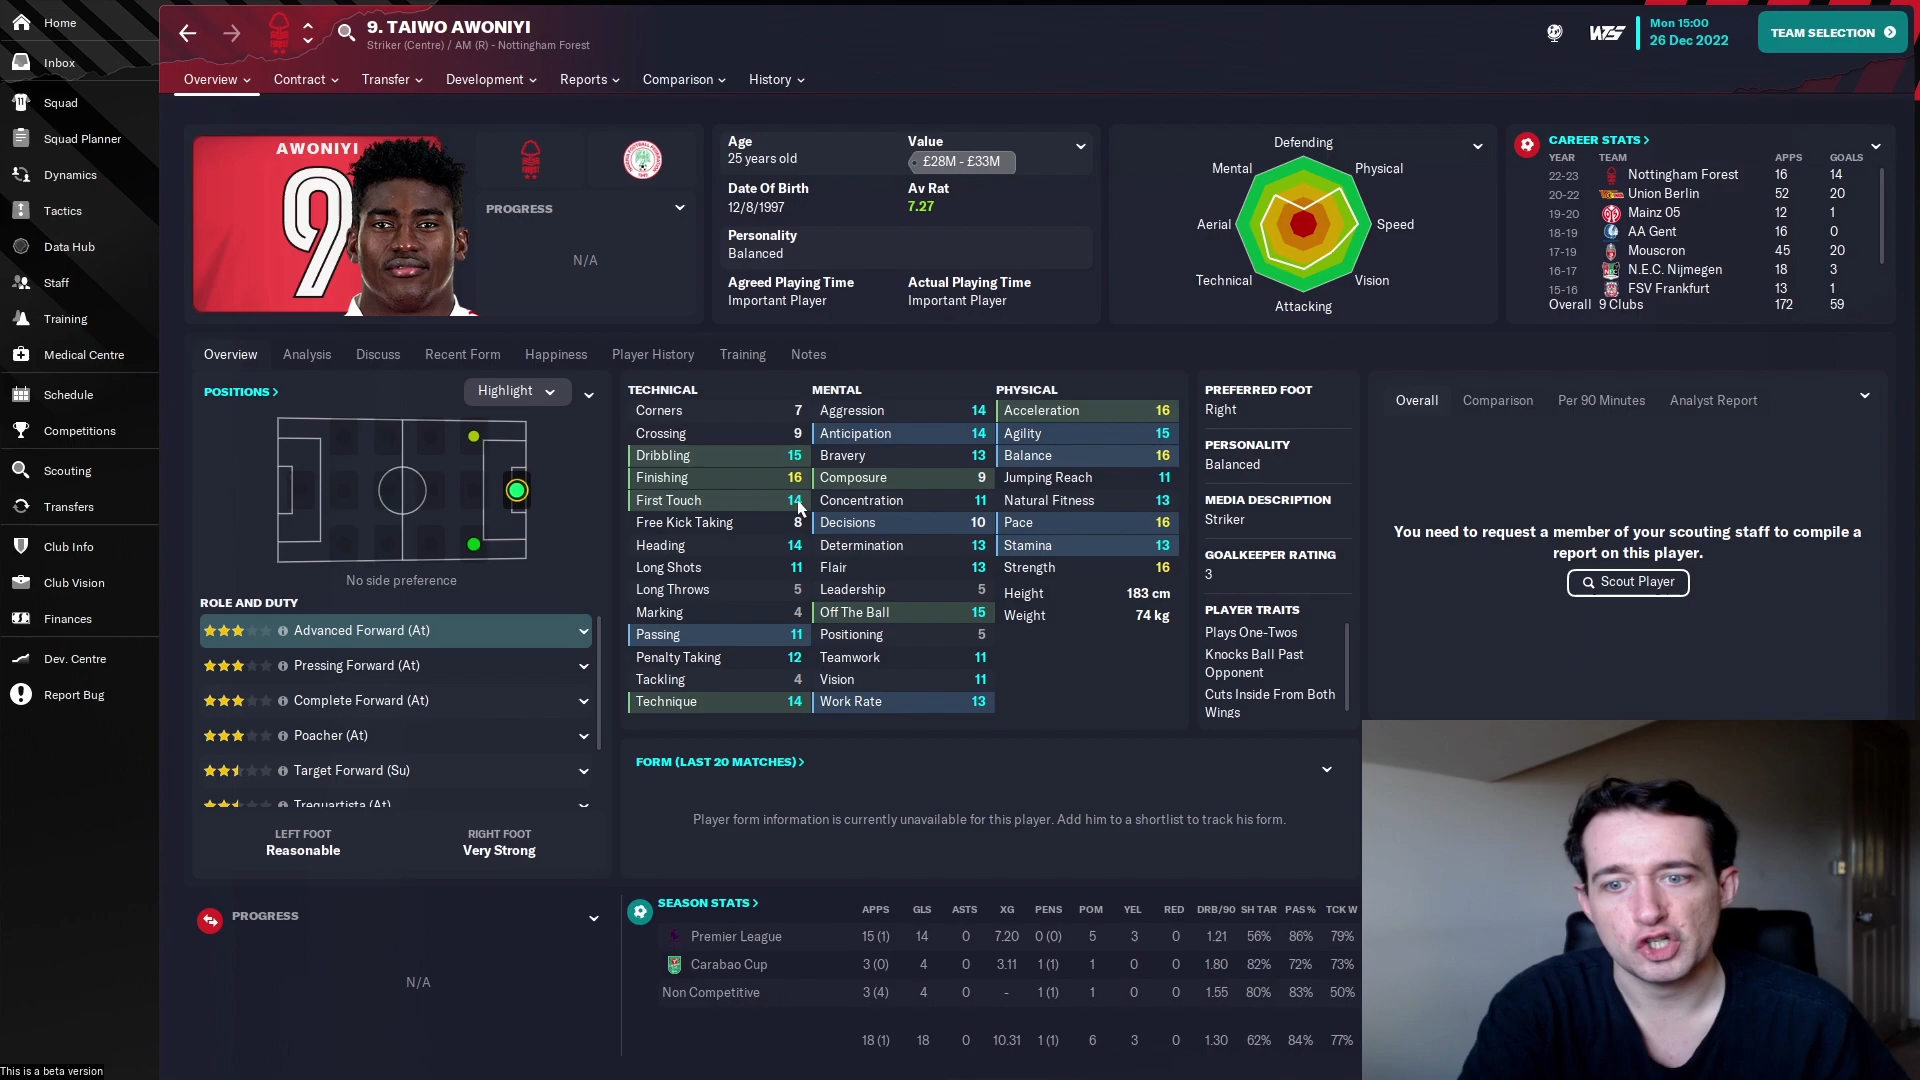 Home
Inbox
Squad
Squad Planner
Dynamics
Tactics
Data Hub
Staff
Training
Medical Centre
Schedule
Competitions
Scouting
Transfers
Club Info
Club Vision
Finances
Dev. Centre
Report Bug
This is a beta version
9. TAIWO AWONIYI
Striker (Centre) / AM (R) - Nottingham Forest
Mon 15:00
26 Dec 2022
TEAM SELECTION
Overview Contract Transfer Development Reports Comparison History
AWONIYI
9
PROGRESS
N/A
Age
25 years old
Value
£28M - £33M
Date Of Birth
12/8/1997
Av Rat
7.27
Personality
Balanced
Agreed Playing Time
Important Player
Actual Playing Time
Important Player
Defending
Mental Physical
Aerial Speed
Technical Vision
Attacking
CAREER STATS >
YEAR TEAM APPS GOALS
22-23 Nottingham Forest 16 14
20-22 Union Berlin 52 20
19-20 Mainz 05 12 1
18-19 AA Gent 16 0
17-19 Mouscron 45 20
16-17 N.E.C. Nijmegen 18 3
15-16 FSV Frankfurt 13 1
Overall 9 Clubs 172 59
Overview Analysis Discuss Recent Form Happiness Player History Training Notes
POSITIONS >
Highlight
No side preference
ROLE AND DUTY
Advanced Forward (At)
Pressing Forward (At)
Complete Forward (At)
Poacher (At)
Target Forward (Su)
Trequartista (At)
LEFT FOOT
Reasonable
RIGHT FOOT
Very Strong
TECHNICAL
Corners 7
Crossing 9
Dribbling 15
Finishing 16
First Touch 14
Free Kick Taking 8
Heading 14
Long Shots 11
Long Throws 5
Marking 4
Passing 11
Penalty Taking 12
Tackling 4
Technique 14
MENTAL
Aggression 14
Anticipation 14
Bravery 13
Composure 9
Concentration 11
Decisions 10
Determination 13
Flair 13
Leadership 5
Off The Ball 15
Positioning 5
Teamwork 11
Vision 11
Work Rate 13
PHYSICAL
Acceleration 16
Agility 15
Balance 16
Jumping Reach 11
Natural Fitness 13
Pace 16
Stamina 13
Strength 16
Height 183 cm
Weight 74 kg
PREFERRED FOOT
Right
PERSONALITY
Balanced
MEDIA DESCRIPTION
Striker
GOALKEEPER RATING
3
PLAYER TRAITS
Plays One-Twos
Knocks Ball Past
Opponent
Cuts Inside From Both
Wings
Overall Comparison Per 90 Minutes Analyst Report
You need to request a member of your scouting staff to compile a
report on this player.
Scout Player
FORM (LAST 20 MATCHES) >
Player form information is currently unavailable for this player. Add him to a shortlist to track his form.
PROGRESS
N/A
SEASON STATS > APPS GLS ASTS XG PENS POM YEL RED DRB/90 SH TAR PAS % TCK W
Premier League 15 (1) 14 0 7.20 0 (0) 5 3 0 1.21 56% 86% 79%
Carabao Cup 3 (0) 4 0 3.11 1 (1) 1 0 0 1.80 82% 72% 73%
Non Competitive 3 (4) 4 0 - 1 (1) 1 0 0 1.55 80% 83% 50%
18 (1) 18 0 10.31 1 (1) 6 3 0 1.30 62% 84% 77%